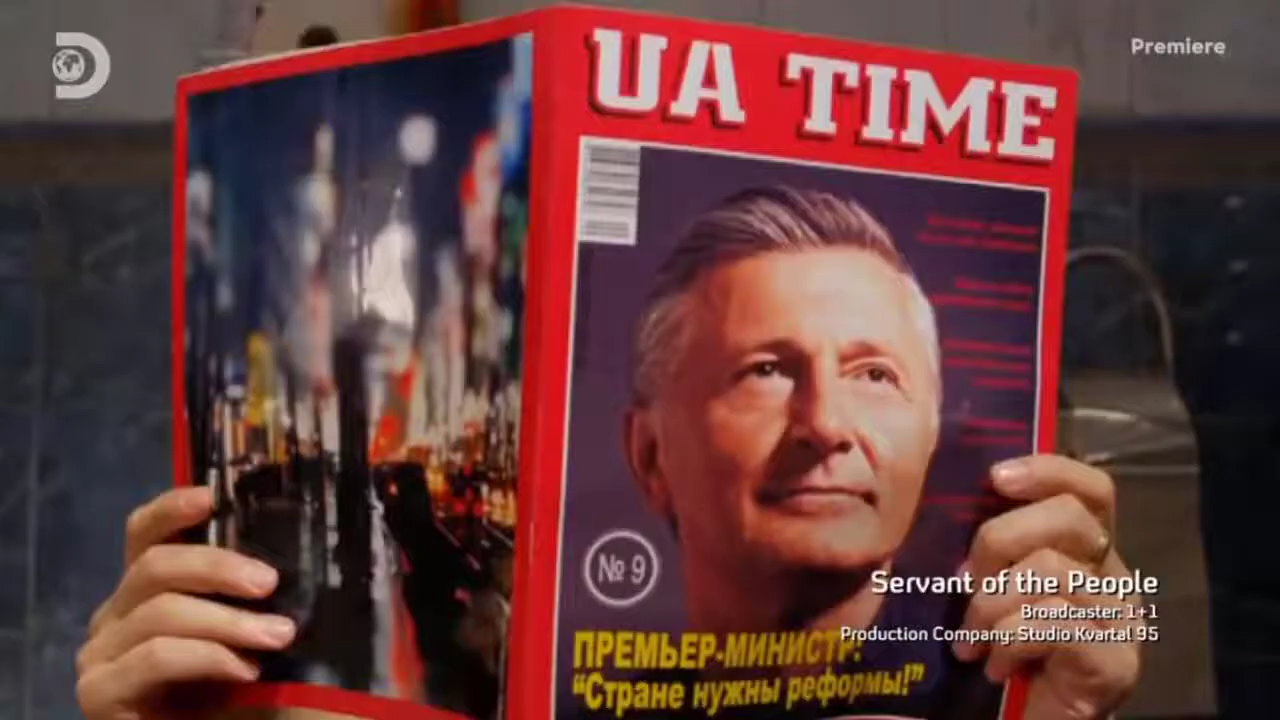 Premiere
UA TIME
№ 9
ПРЕМЬЕР-МИНИСТР:
“Стране нужны реформы!”
Servant of the People
Broadcaster: 1+1
Production Company: Studio Kvartal 95